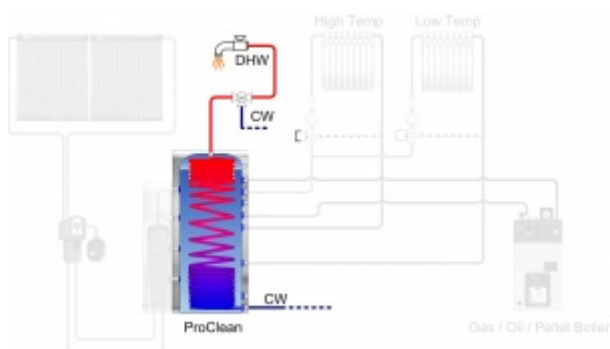 High Temp
Low Temp
DHW
CW
CW
ProClean
Gas / Oil / Pellet Boiler